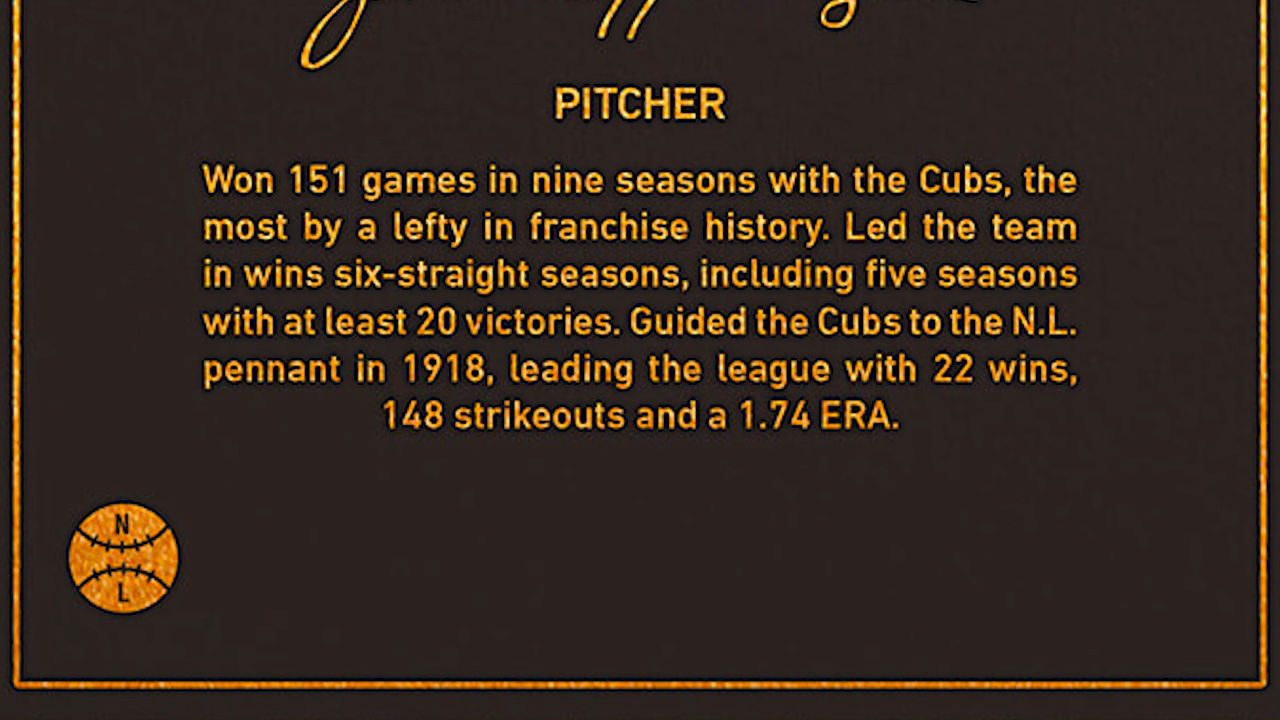 PITCHER
Won 151 games in nine seasons with the Cubs, the
most by a lefty in franchise history. Led the team
in wins six-straight seasons, including five seasons
with at least 20 victories. Guided the Cubs to the N.L.
pennant in 1918, leading the league with 22 wins,
148 strikeouts and a 1.74 ERA.
N
L